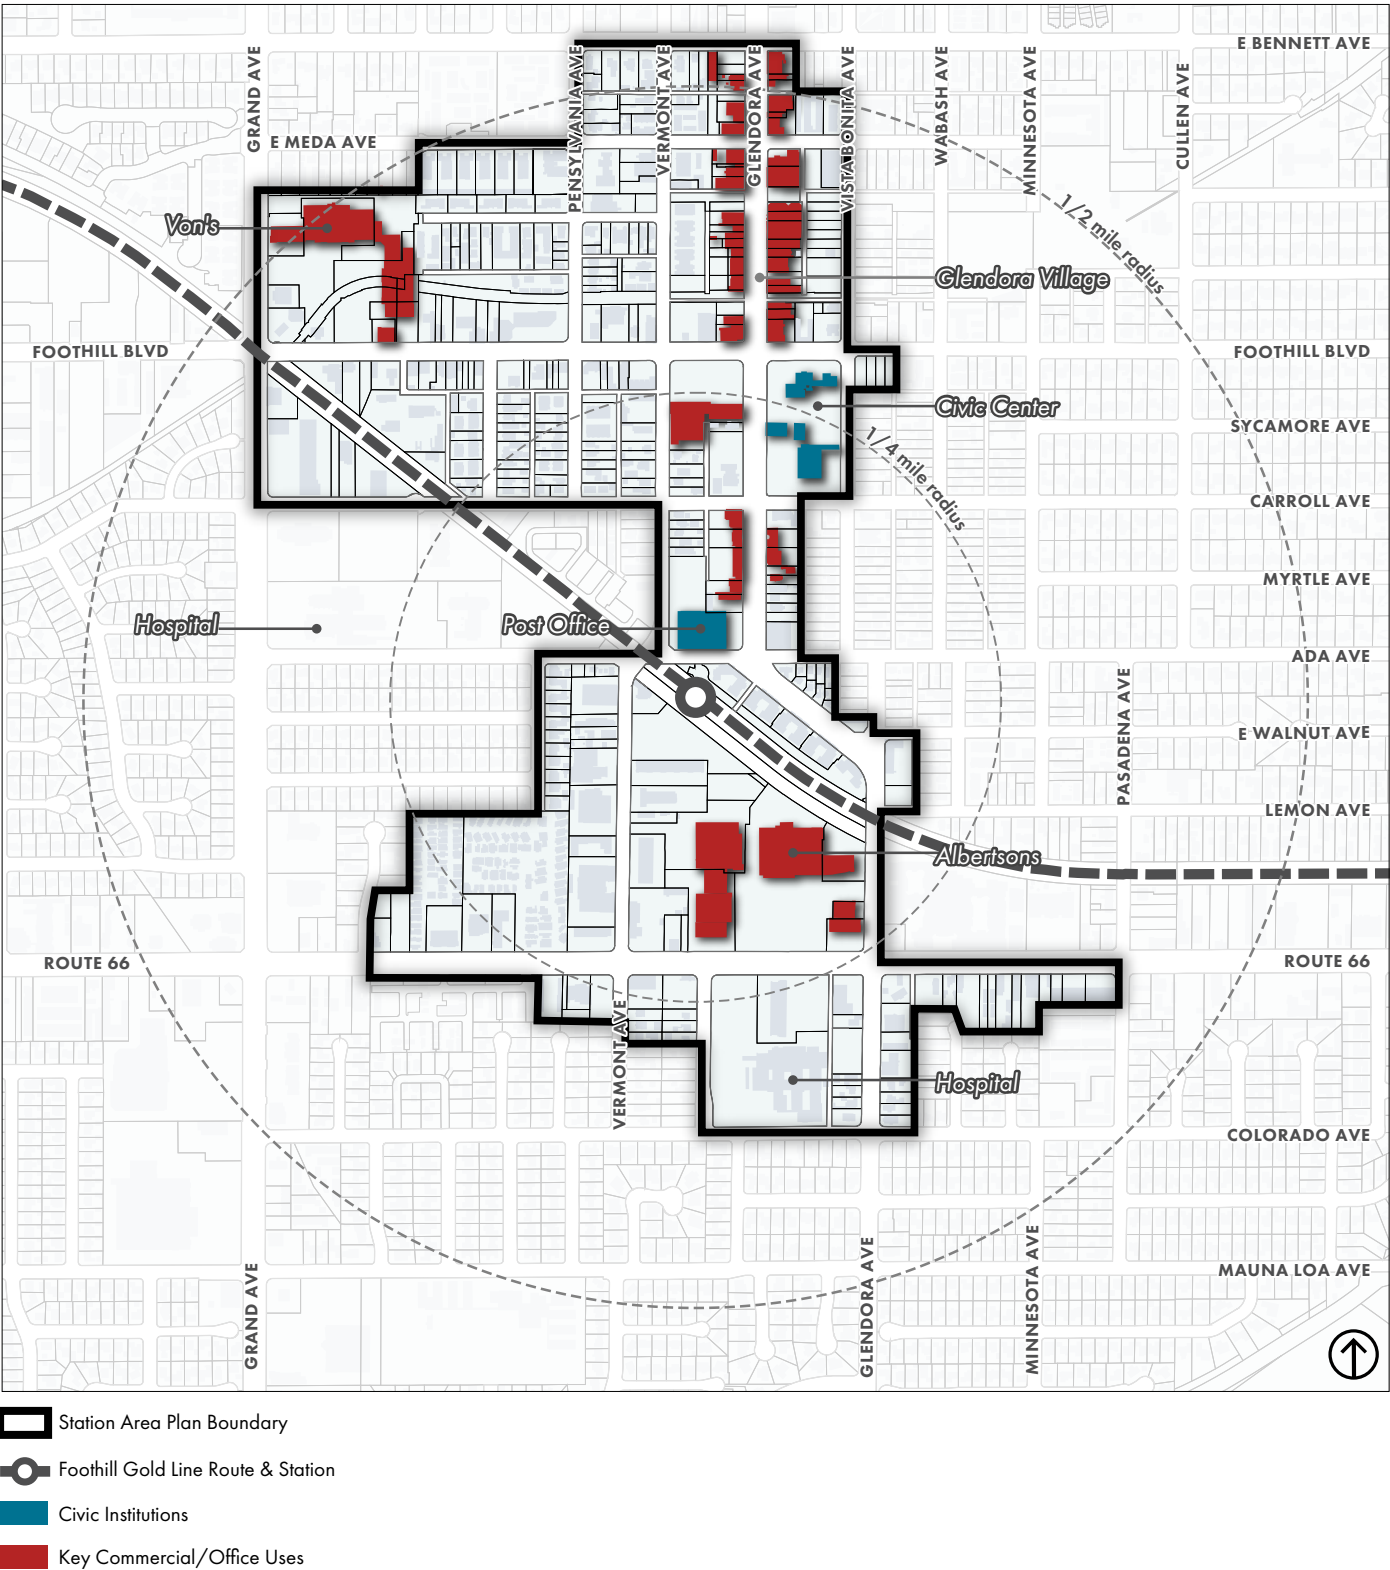 E BENNETT AVE
GRAND AVE
PENSYLVANIA AVE
VERMONT AVE
GLENDORA AVE
VISTA BONITA AVE
WABASH AVE
MINNESOTA AVE
CULLEN AVE
E MEDA AVE
Von's
1/2 mile radius
Glendora Village
FOOTHILL BLVD
FOOTHILL BLVD
Civic Center
SYCAMORE AVE
1/4 mile radius
CARROLL AVE
MYRTLE AVE
Hospital
Post Office
ADA AVE
PASADENA AVE
E WALNUT AVE
LEMON AVE
Albertsons
ROUTE 66
ROUTE 66
VERMONT AVE
Hospital
COLORADO AVE
GRAND AVE
GLENDORA AVE
MINNESOTA AVE
MAUNA LOA AVE
Station Area Plan Boundary
Foothill Gold Line Route & Station
Civic Institutions
Key Commercial/Office Uses